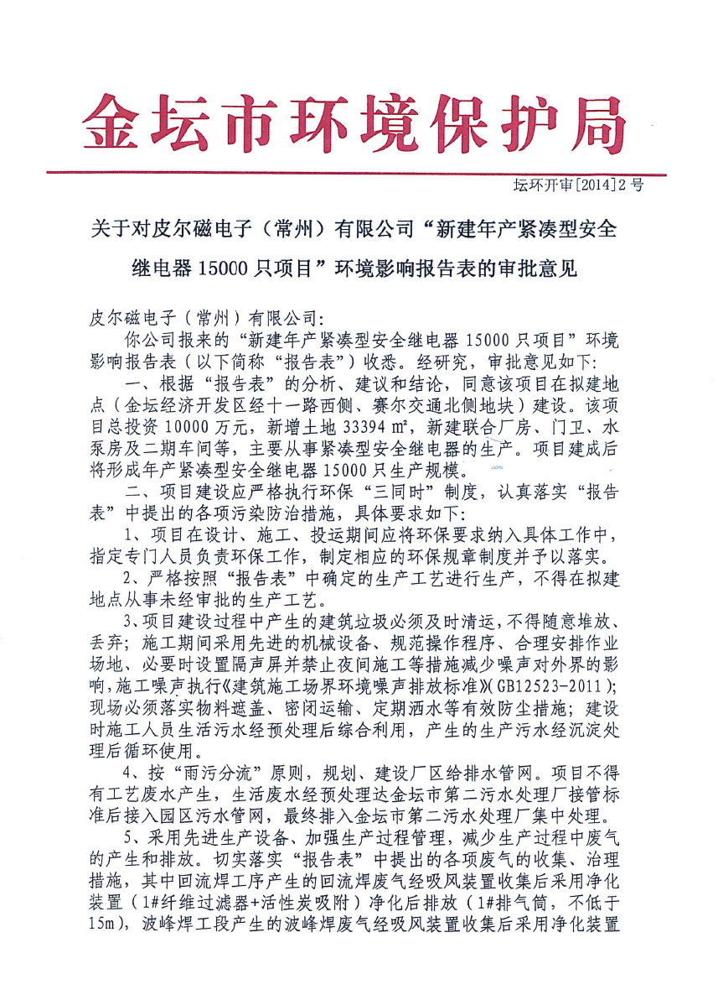 金坛市环境保护局
坛环开审[2014]2号
关于对皮尔磁电子（常州）有限公司“新建年产紧凑型安全
继电器 15000 只项目”环境影响报告表的审批意见
皮尔磁电子（常州）有限公司：
你公司报来的“新建年产紧凑型安全继电器 15000 只项目”环境
影响报告表（以下简称“报告表”）收悉。经研究，审批意见如下：
一、根据“报告表”的分析、建议和结论，同意该项目在拟建地
点（金坛经济开发区经十一路西侧、赛尔交通北侧地块）建设。该项
目总投资 10000 万元，新增土地 33394 ㎡，新建联合厂房、门卫、水
泵房及二期车间等，主要从事紧凑型安全继电器的生产。项目建成后
将形成年产紧凑型安全继电器 15000 只生产规模。
二、项目建设应严格执行环保“三同时”制度，认真落实“报告
表”中提出的各项污染防治措施，具体要求如下：
1、项目在设计、施工、投运期间应将环保要求纳入具体工作中，
指定专门人员负责环保工作，制定相应的环保规章制度并予以落实。
2、严格按照“报告表”中确定的生产工艺进行生产，不得在拟建
地点从事未经审批的生产工艺。
3、项目建设过程中产生的建筑垃圾必须及时清运，不得随意堆放、
丢弃；施工期间采用先进的机械设备、规范操作程序、合理安排作业
场地、必要时设置隔声屏并禁止夜间施工等措施减少噪声对外界的影
响，施工噪声执行《建筑施工场界环境噪声排放标准》（GB12523-2011）；
现场必须落实物料遮盖、密闭运输、定期洒水等有效防尘措施；建设
时施工人员生活污水经预处理后综合利用，产生的生产污水经沉淀处
理后循环使用。
4、按“雨污分流”原则，规划、建设厂区给排水管网。项目不得
有工艺废水产生，生活废水经预处理达金坛市第二污水处理厂接管标
准后接入园区污水管网，最终排入金坛市第二污水处理厂集中处理。
5、采用先进生产设备、加强生产过程管理，减少生产过程中废气
的产生和排放。切实落实“报告表”中提出的各项废气的收集、治理
措施，其中回流焊工序产生的回流焊废气经吸风装置收集后采用净化
装置（1#纤维过滤器+活性炭吸附）净化后排放（1#排气筒，不低于
15m），波峰焊工段产生的波峰焊废气经吸风装置收集后采用净化装置